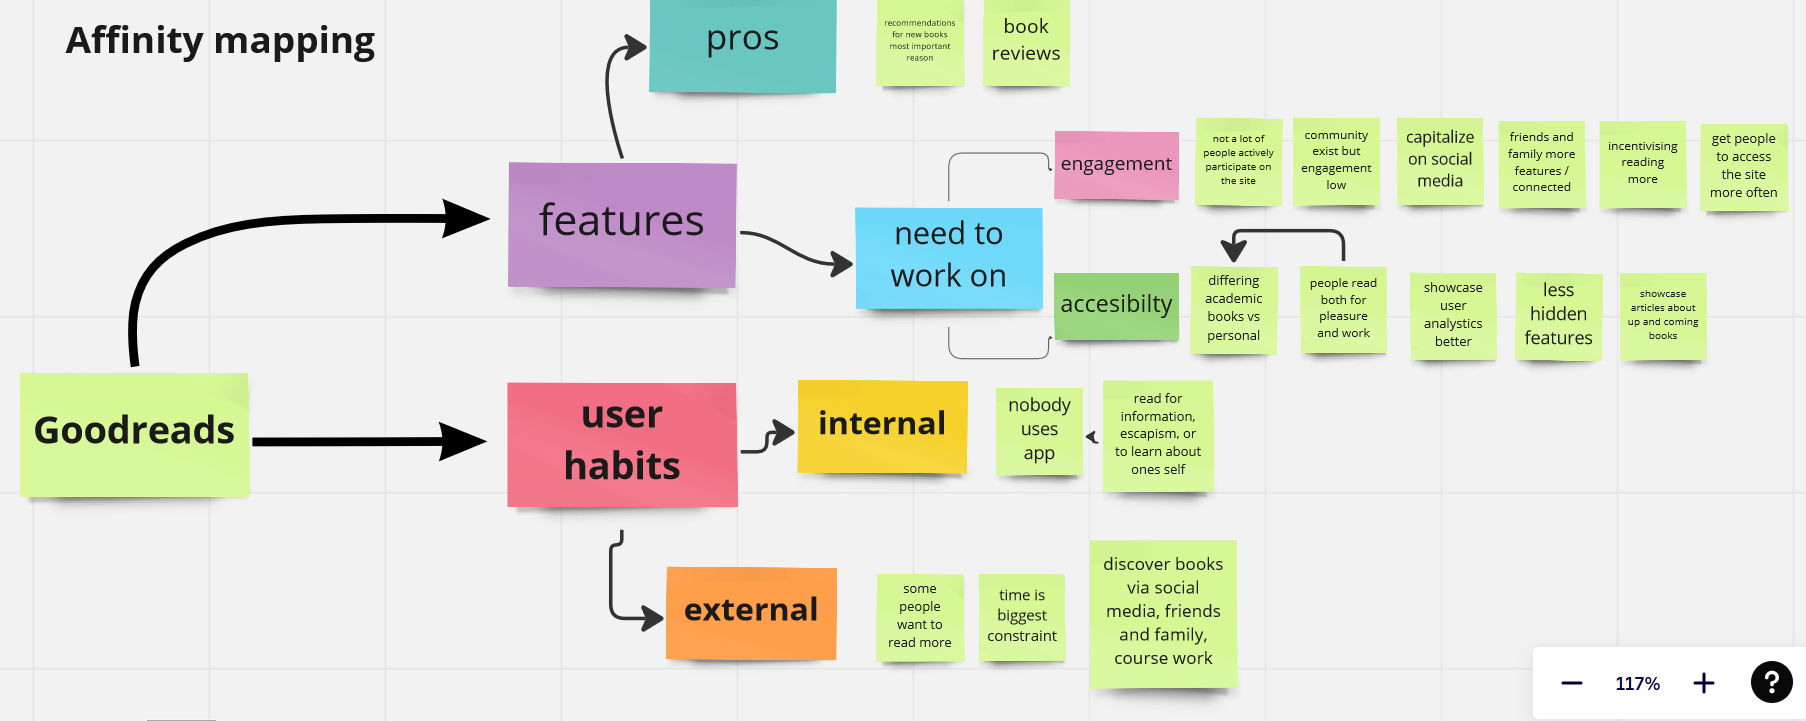 Affinity mapping
pros
recommendations
for new books
most important
reason
book
reviews
features
need to
work on
engagement
not a lot of
people actively
participate on
the site
community
exist but
engagement
low
capitalize
on social
media
friends and
family more
features /
connected
incentivising
reading
more
get people
to access
the site
more often
accesibilty
differing
academic
books vs
personal
people read
both for
pleasure
and work
showcase
user
analystics
better
less
hidden
features
showcase
articles about
up and coming
books
Goodreads
user
habits
internal
nobody
uses
app
read for
information,
escapism, or
to learn about
ones self
external
some
people
want to
read more
time is
biggest
constraint
discover books
via social
media, friends
and family,
course work
117%
?